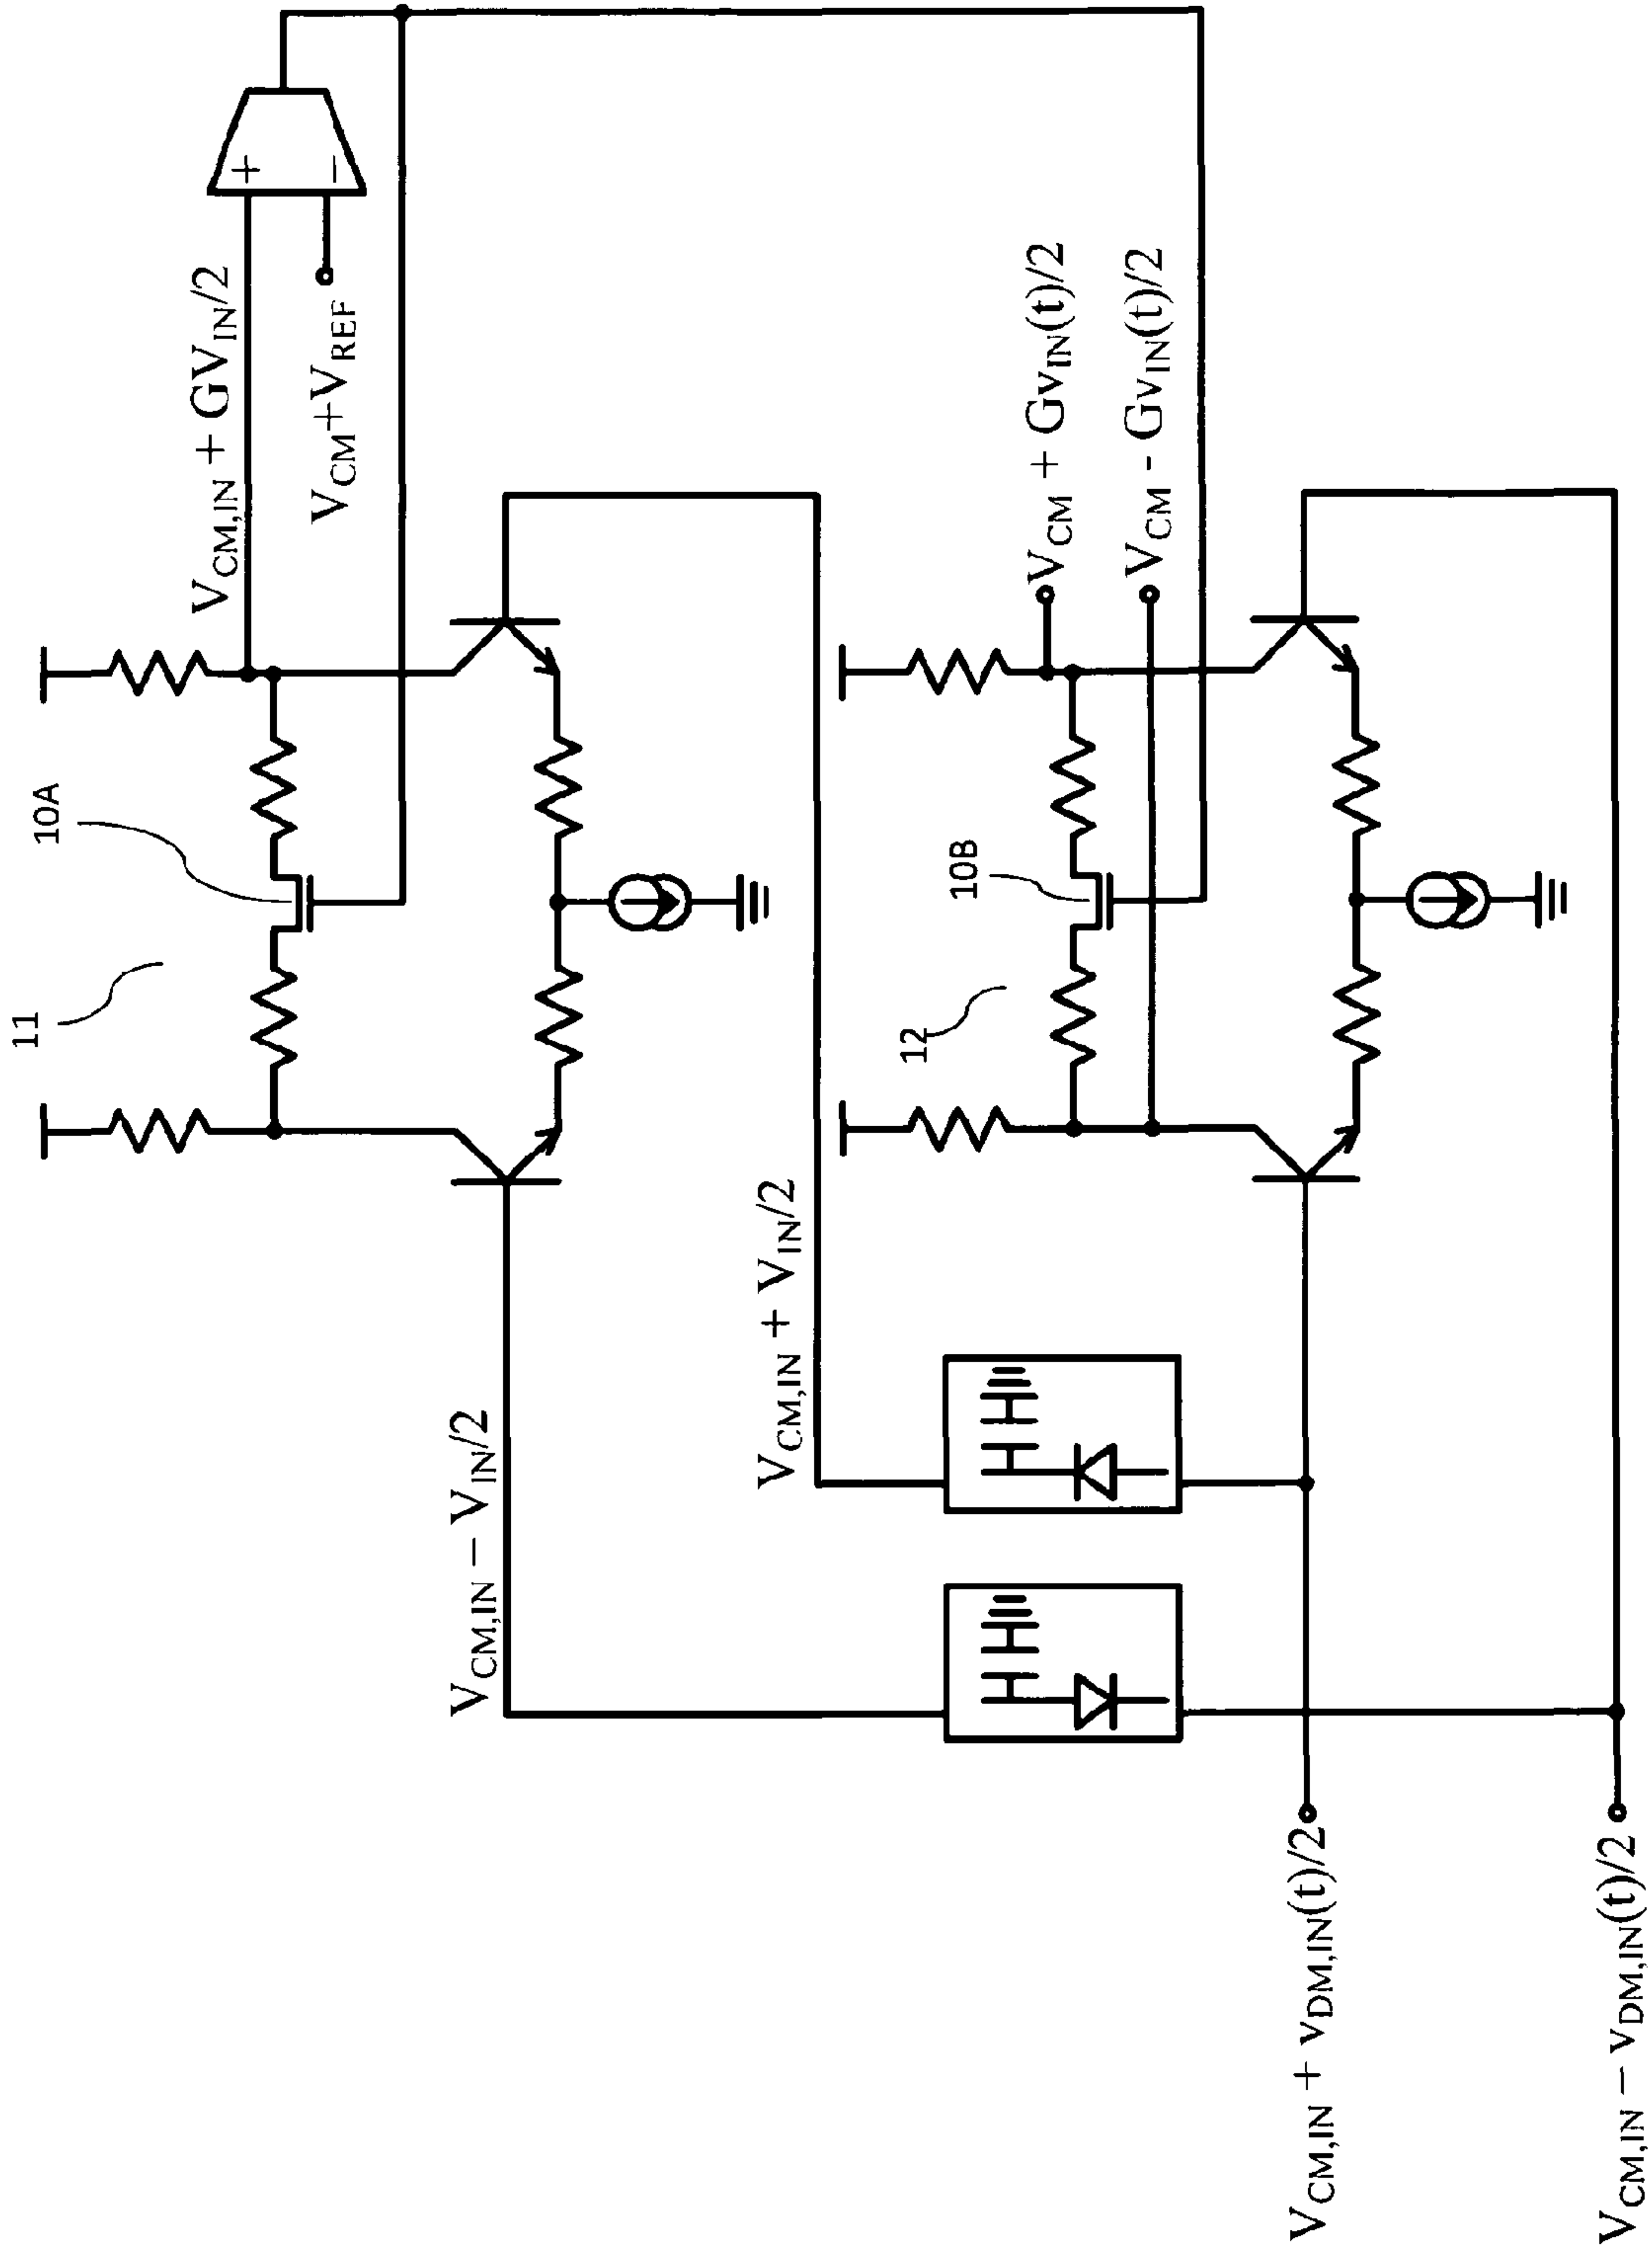 11
10A
V_CM,IN + GV_IN/2
+
−
V_CM+V_REF
V_CM,IN − V_IN/2
V_CM,IN + V_IN/2
12
10B
V_CM + Gv_IN(t)/2
V_CM - Gv_IN(t)/2
V_CM,IN + v_DM,IN(t)/2
V_CM,IN − v_DM,IN(t)/2